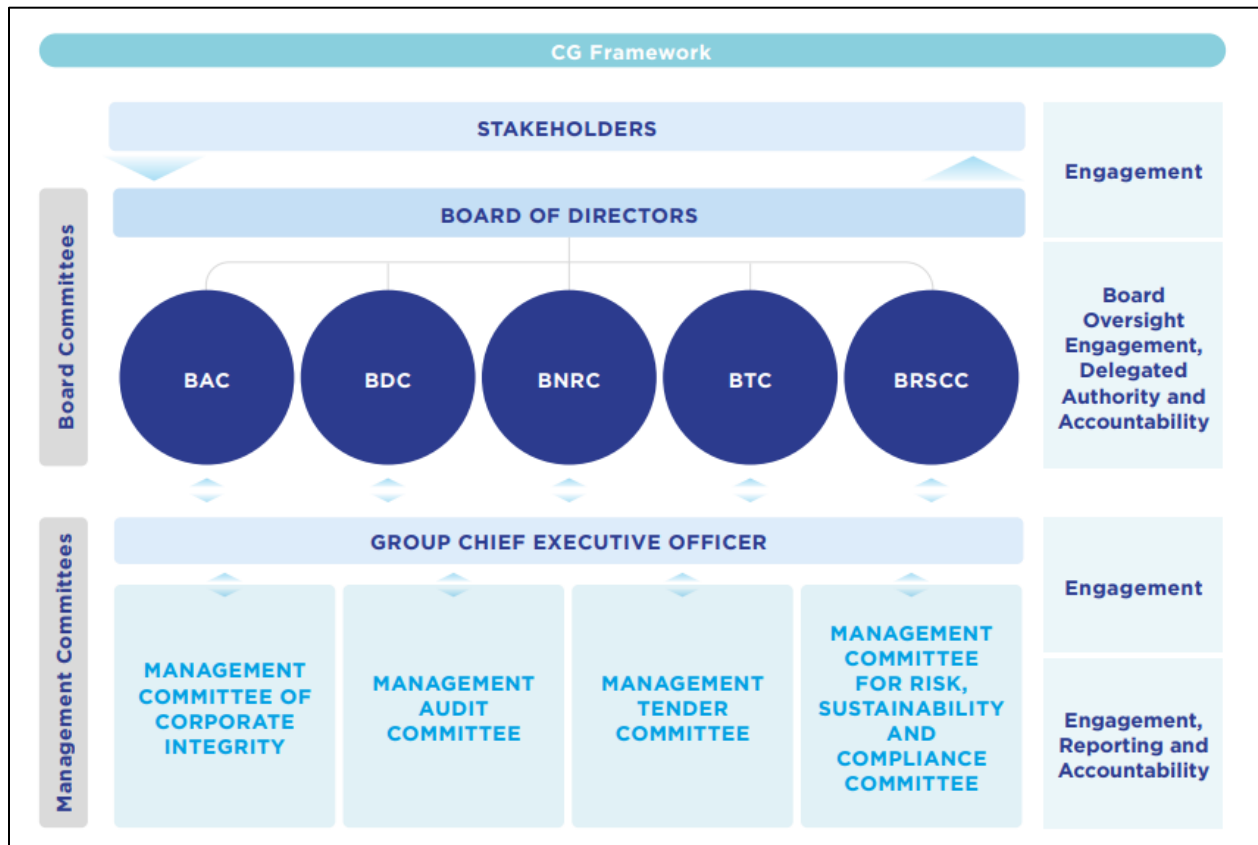 CG Framework
STAKEHOLDERS
Engagement
Board Committees
BOARD OF DIRECTORS
BAC
BDC
BNRC
BTC
BRSCC
Board
Oversight
Engagement,
Delegated
Authority and
Accountability
Management Committees
GROUP CHIEF EXECUTIVE OFFICER
Engagement
MANAGEMENT
COMMITTEE OF
CORPORATE
INTEGRITY
MANAGEMENT
AUDIT
COMMITTEE
MANAGEMENT
TENDER
COMMITTEE
MANAGEMENT
COMMITTEE
FOR RISK,
SUSTAINABILITY
AND
COMPLIANCE
COMMITTEE
Engagement,
Reporting and
Accountability